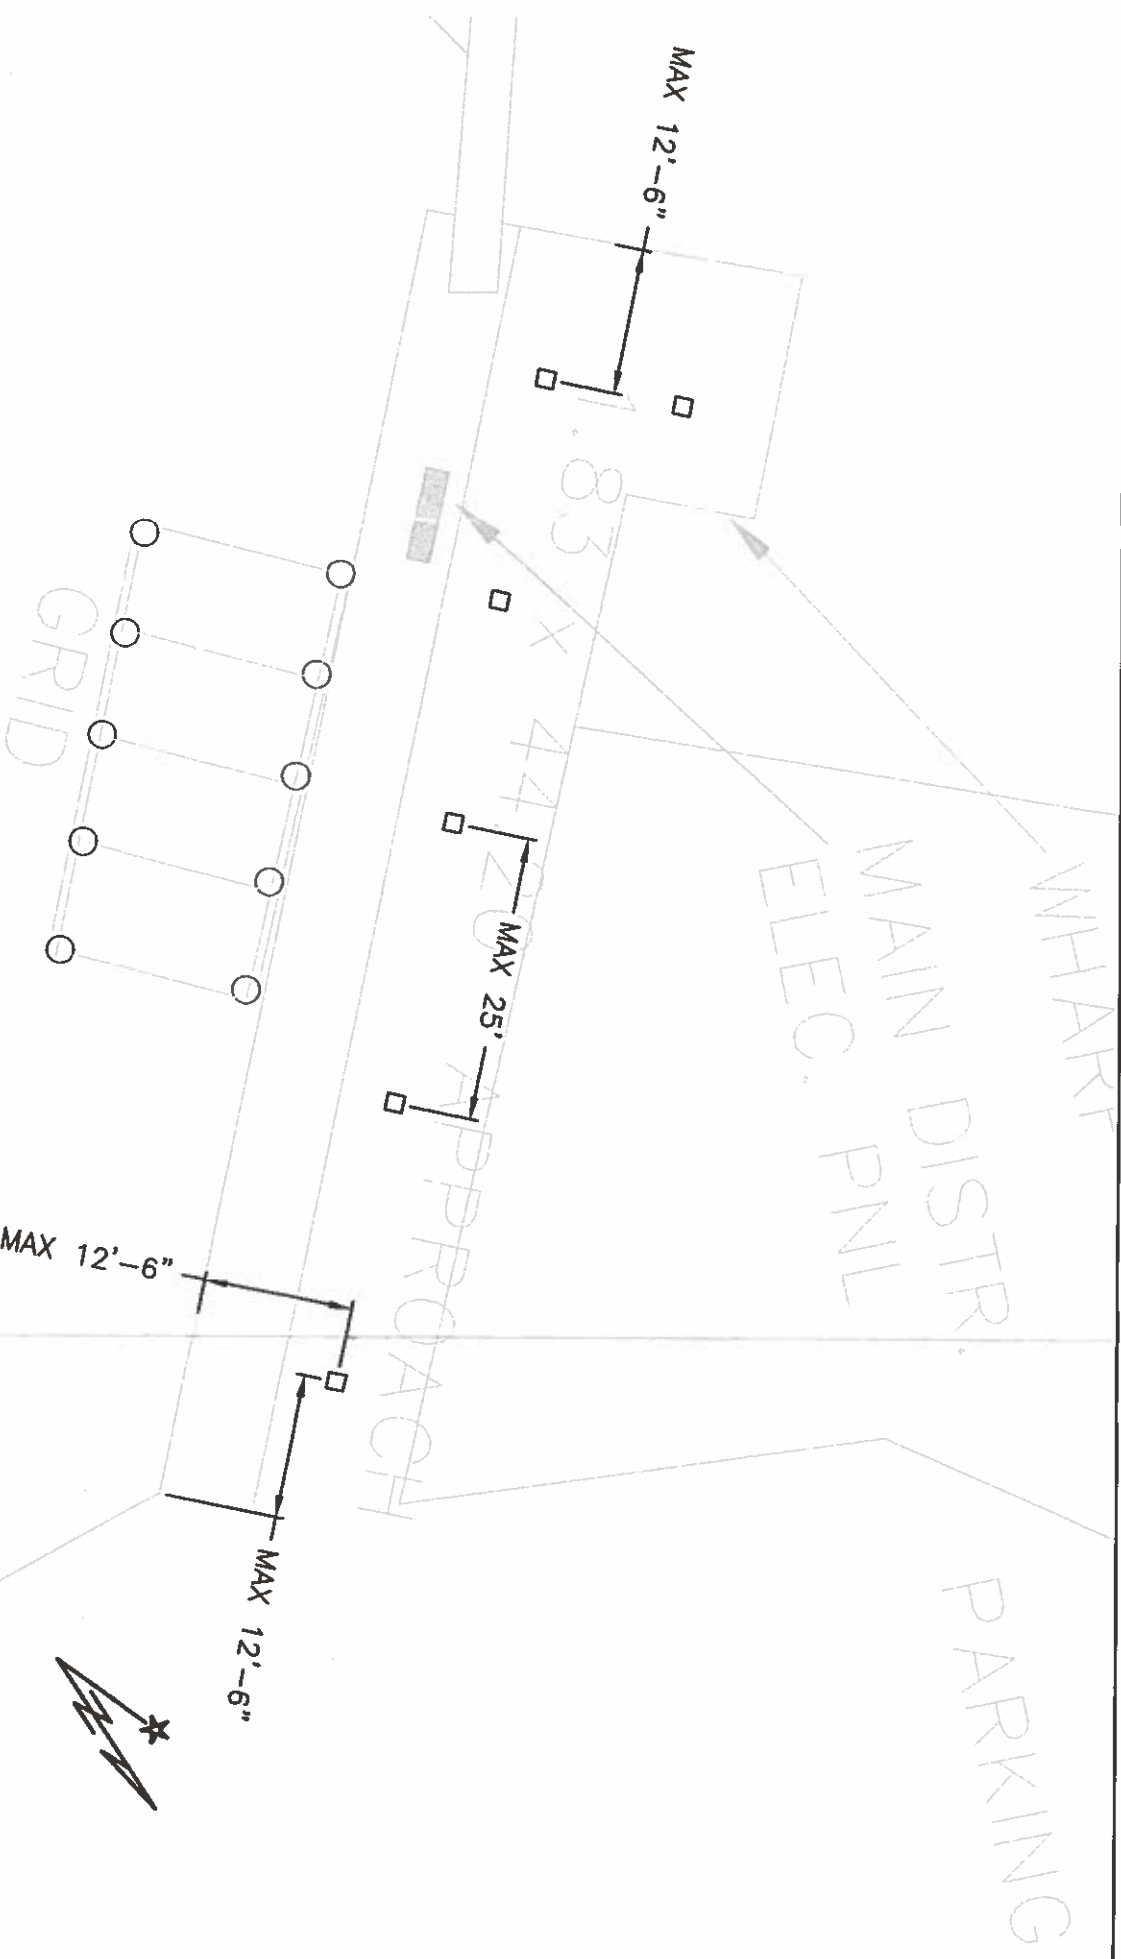 MAX 12'-6"
WHARF
MAIN DISTR.
ELEC. PNL
1.83 X 44.20 APPROACH
MAX 25'
GRID
MAX 12'-6"
MAX 12'-6"
PARKING